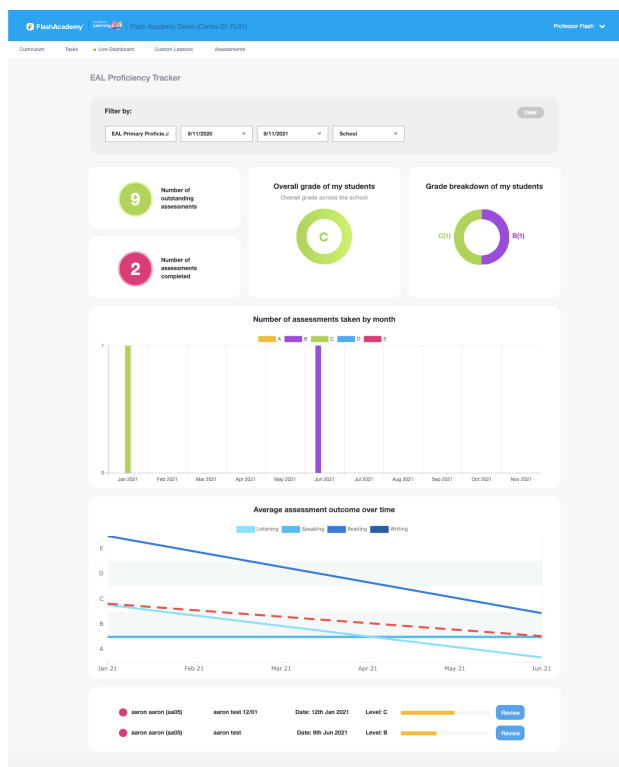 FlashAcademy
powered by
Learning
Flash Academy Demo (Centre ID: FL01)
Professor Flash
Curriculum
Tasks
Live Dashboard
Custom Lessons
Assessments
EAL Proficiency Tracker
Filter by:
Clear
EAL Primary Proficie...
9/11/2020
9/11/2021
School
9
Number of
outstanding
assessments
2
Number of
assessments
completed
Overall grade of my students
Overall grade across the school
C
Grade breakdown of my students
C(1)
B(1)
Number of assessments taken by month
A
B
C
D
E
1
0
Jan 2021
Feb 2021
Mar 2021
Apr 2021
May 2021
Jun 2021
Jul 2021
Aug 2021
Sep 2021
Oct 2021
Nov 2021
Average assessment outcome over time
Listening
Speaking
Reading
Writing
E
D
C
B
A
Jan 21
Feb 21
Mar 21
Apr 21
May 21
Jun 21
aaron aaron (aa05)
aaron test 12/01
Date: 12th Jan 2021
Level: C
Review
aaron aaron (aa05)
aaron test
Date: 9th Jun 2021
Level: B
Review